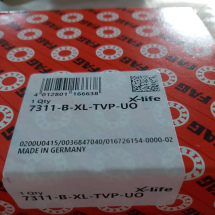 FAG
4 012801 166638
1 Qty
X-life
7311-B-XL-TVP-UO
0200U0415/0036847040/016726154-0000-02
MADE IN GERMANY
1 Qty
X-life
7311-B-XL-TVP-UO